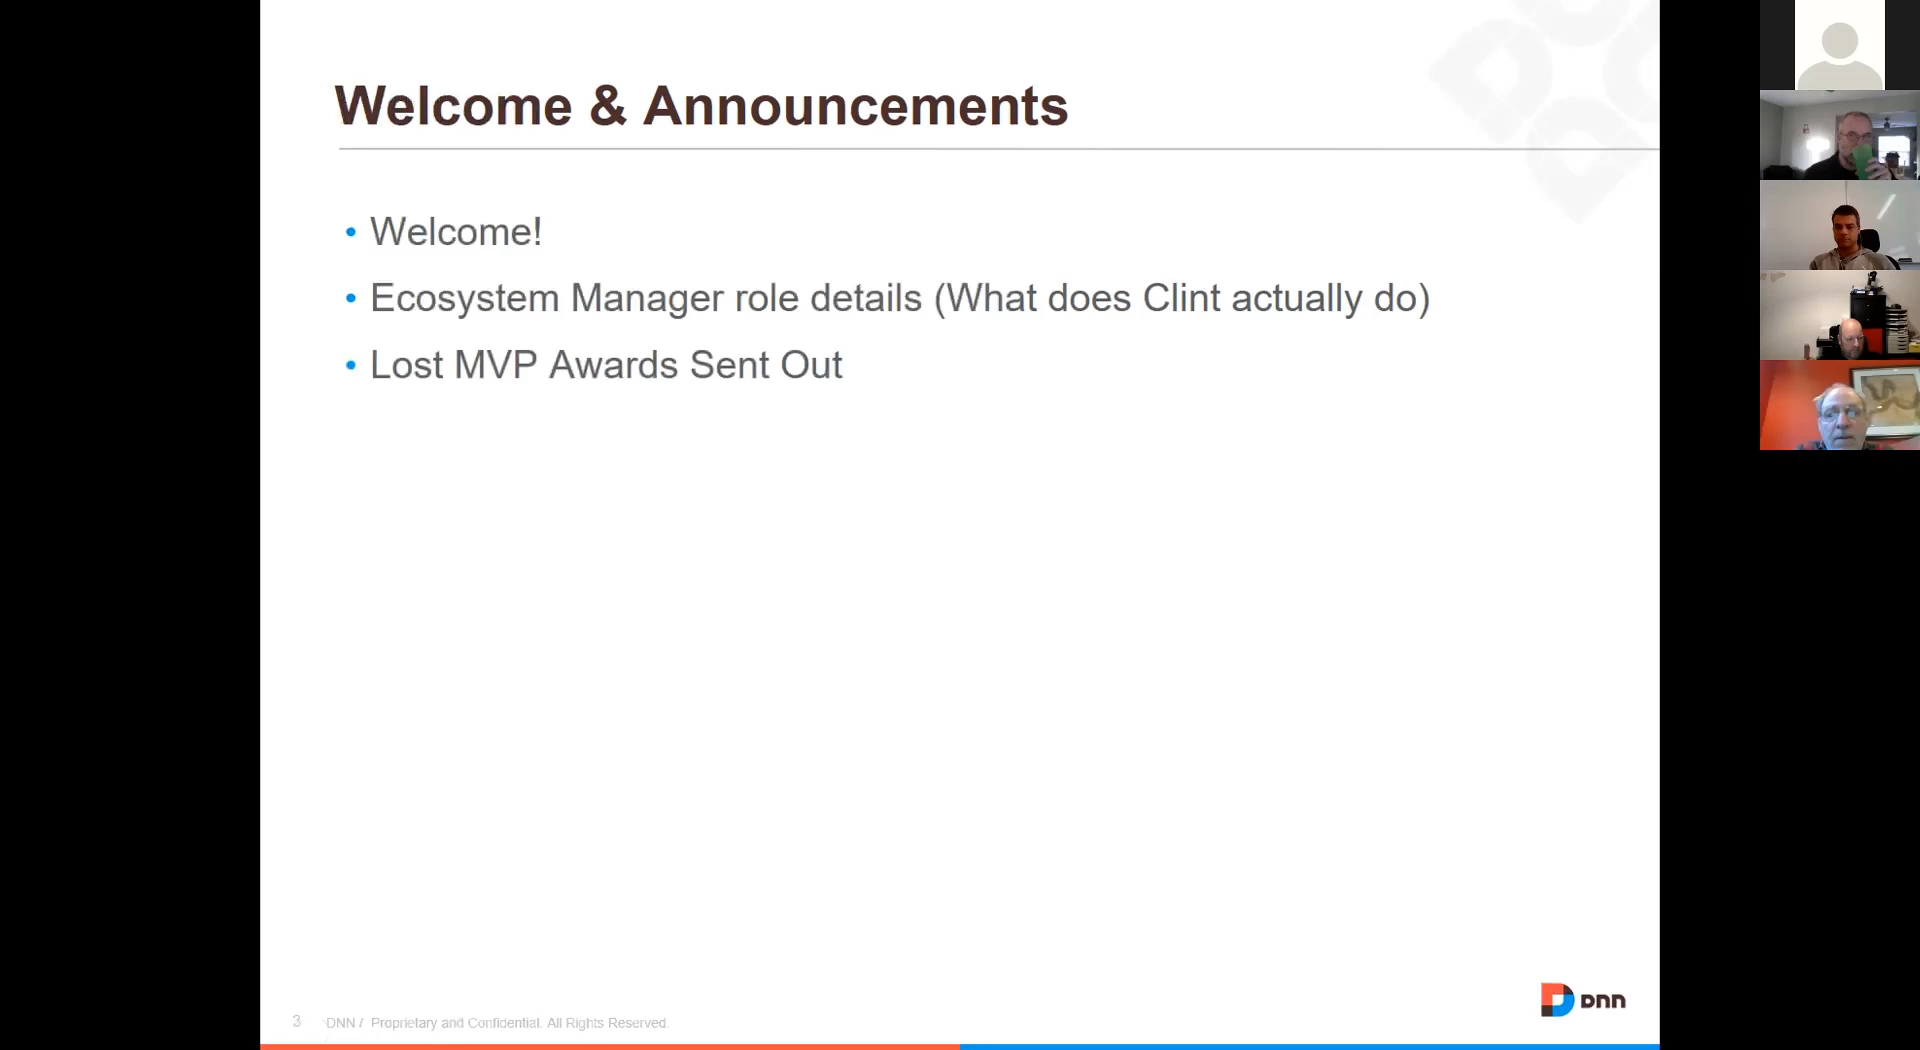 Welcome & Announcements
Welcome!
Ecosystem Manager role details (What does Clint actually do)
Lost MVP Awards Sent Out
3 DNN / Proprietary and Confidential. All Rights Reserved.
DNN